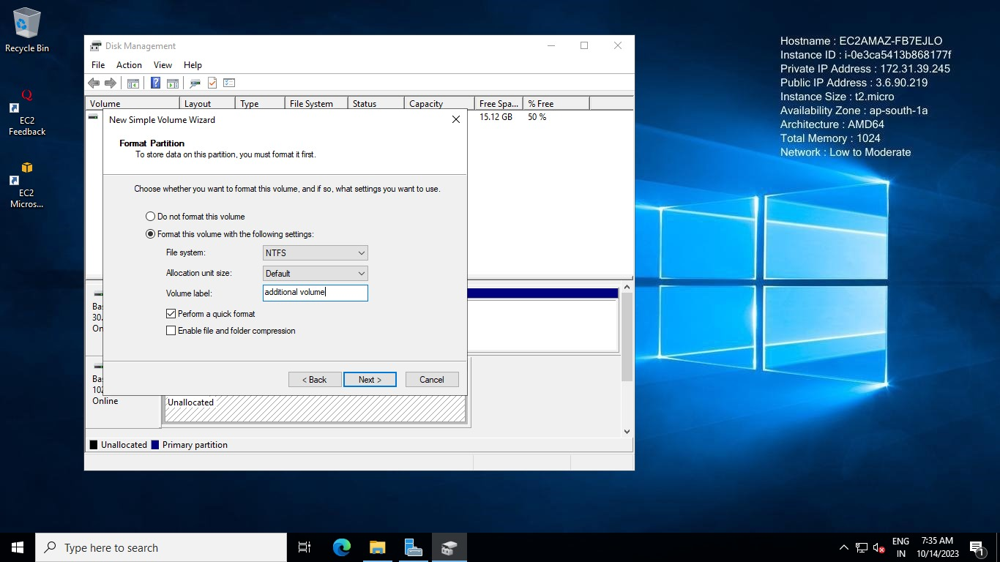 Recycle Bin
EC2
Feedback
EC2
Micros...
Disk Management
File Action View Help
Volume Layout Type File System Status Capacity Free Spa... % Free
15.12 GB 50 %
New Simple Volume Wizard
Format Partition
To store data on this partition, you must format it first.
Choose whether you want to format this volume, and if so, what settings you want to use.
Do not format this volume
Format this volume with the following settings:
File system: NTFS
Allocation unit size: Default
Volume label: additional volume
Perform a quick format
Enable file and folder compression
< Back Next > Cancel
Ba
30.
On
Ba
102
Online
Unallocated
Unallocated Primary partition
Hostname : EC2AMAZ-FB7EJLO
Instance ID : i-0e3ca5413b868177f
Private IP Address : 172.31.39.245
Public IP Address : 3.6.90.219
Instance Size : t2.micro
Availability Zone : ap-south-1a
Architecture : AMD64
Total Memory : 1024
Network : Low to Moderate
Type here to search
ENG
IN
7:35 AM
10/14/2023
1